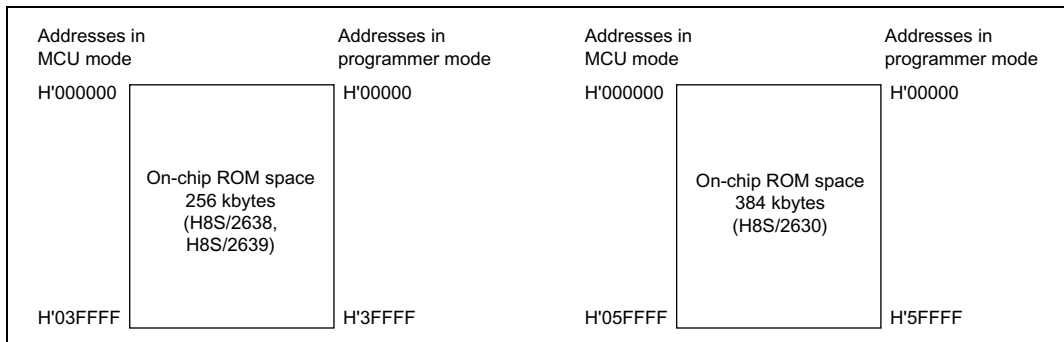 Addresses in
MCU mode
Addresses in
programmer mode
H'000000
H'00000
On-chip ROM space
256 kbytes
(H8S/2638,
H8S/2639)
H'03FFFF
H'3FFFF
Addresses in
MCU mode
Addresses in
programmer mode
H'000000
H'00000
On-chip ROM space
384 kbytes
(H8S/2630)
H'05FFFF
H'5FFFF